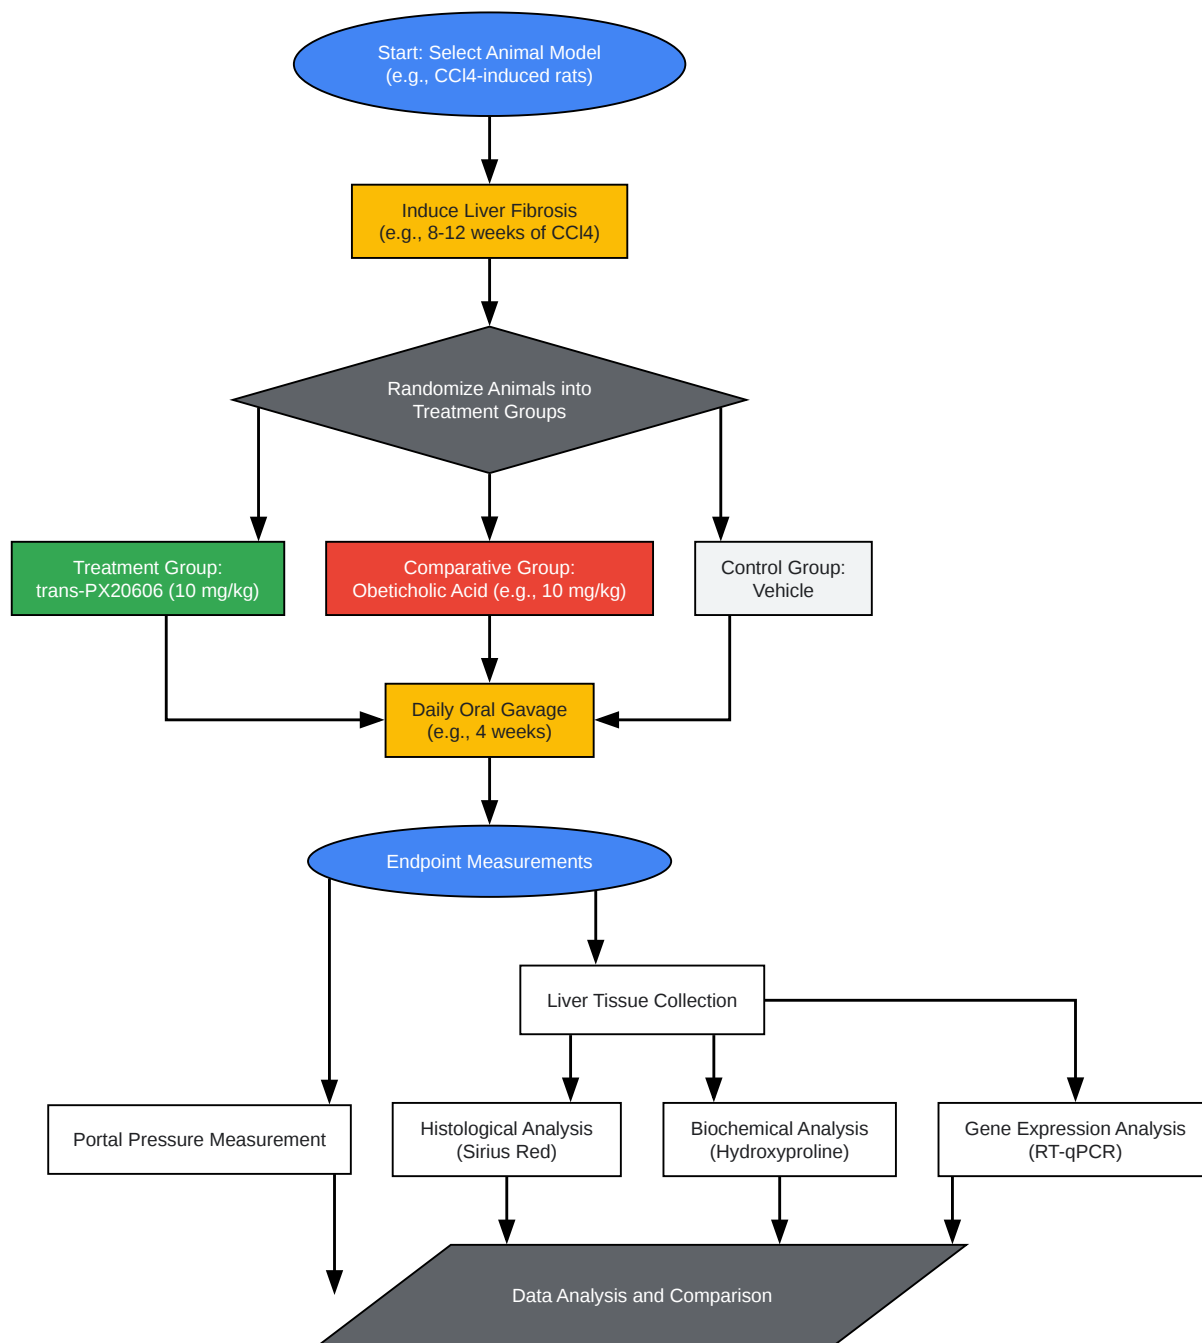 Start: Select Animal Model
(e.g., CCl4-induced rats)
Induce Liver Fibrosis
(e.g., 8-12 weeks of CCl4)
Randomize Animals into
Treatment Groups
Treatment Group:
trans-PX20606 (10 mg/kg)
Comparative Group:
Obeticholic Acid (e.g., 10 mg/kg)
Control Group:
Vehicle
Daily Oral Gavage
(e.g., 4 weeks)
Endpoint Measurements
Liver Tissue Collection
Portal Pressure Measurement
Histological Analysis
(Sirius Red)
Biochemical Analysis
(Hydroxyproline)
Gene Expression Analysis
(RT-qPCR)
Data Analysis and Comparison